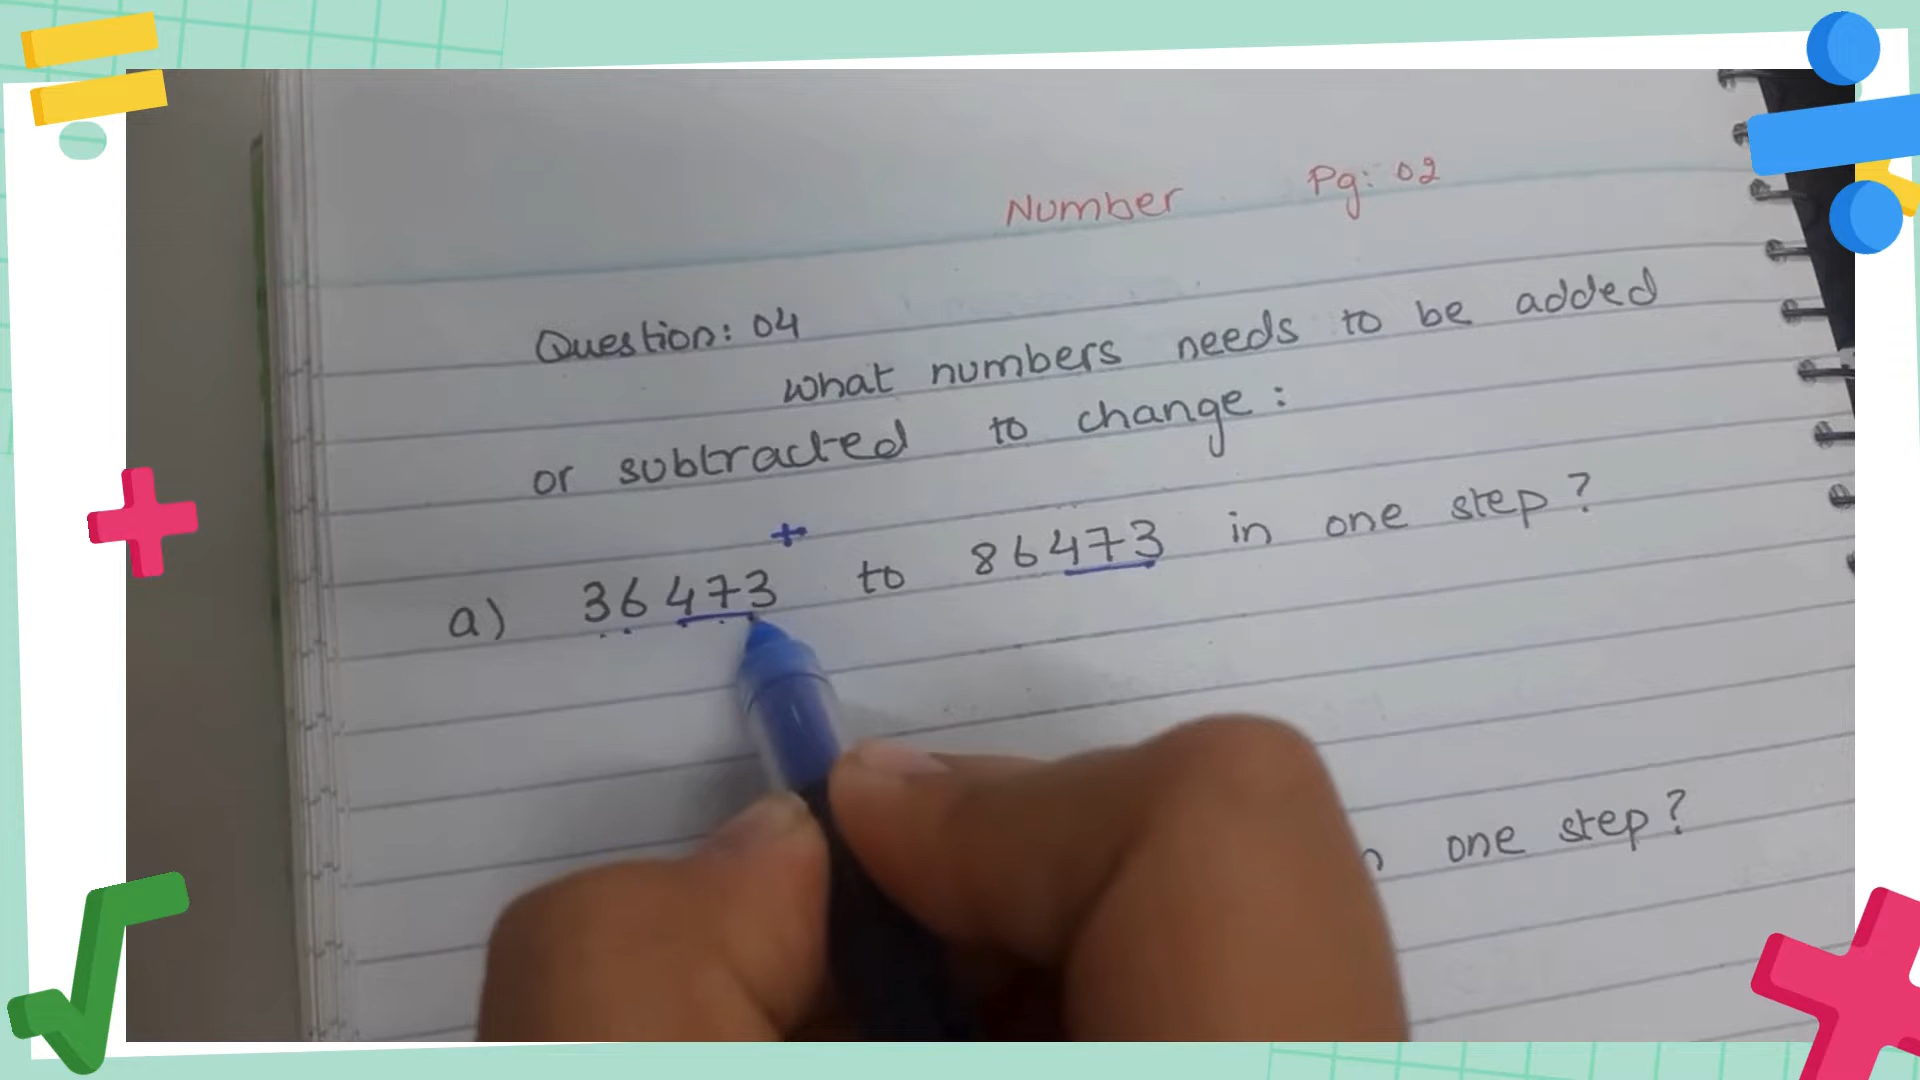 Number Pg: 02
Question: 04
What numbers needs to be added
or subtracted to change:
+
a) 36473 to 86473 in one step?
one step?